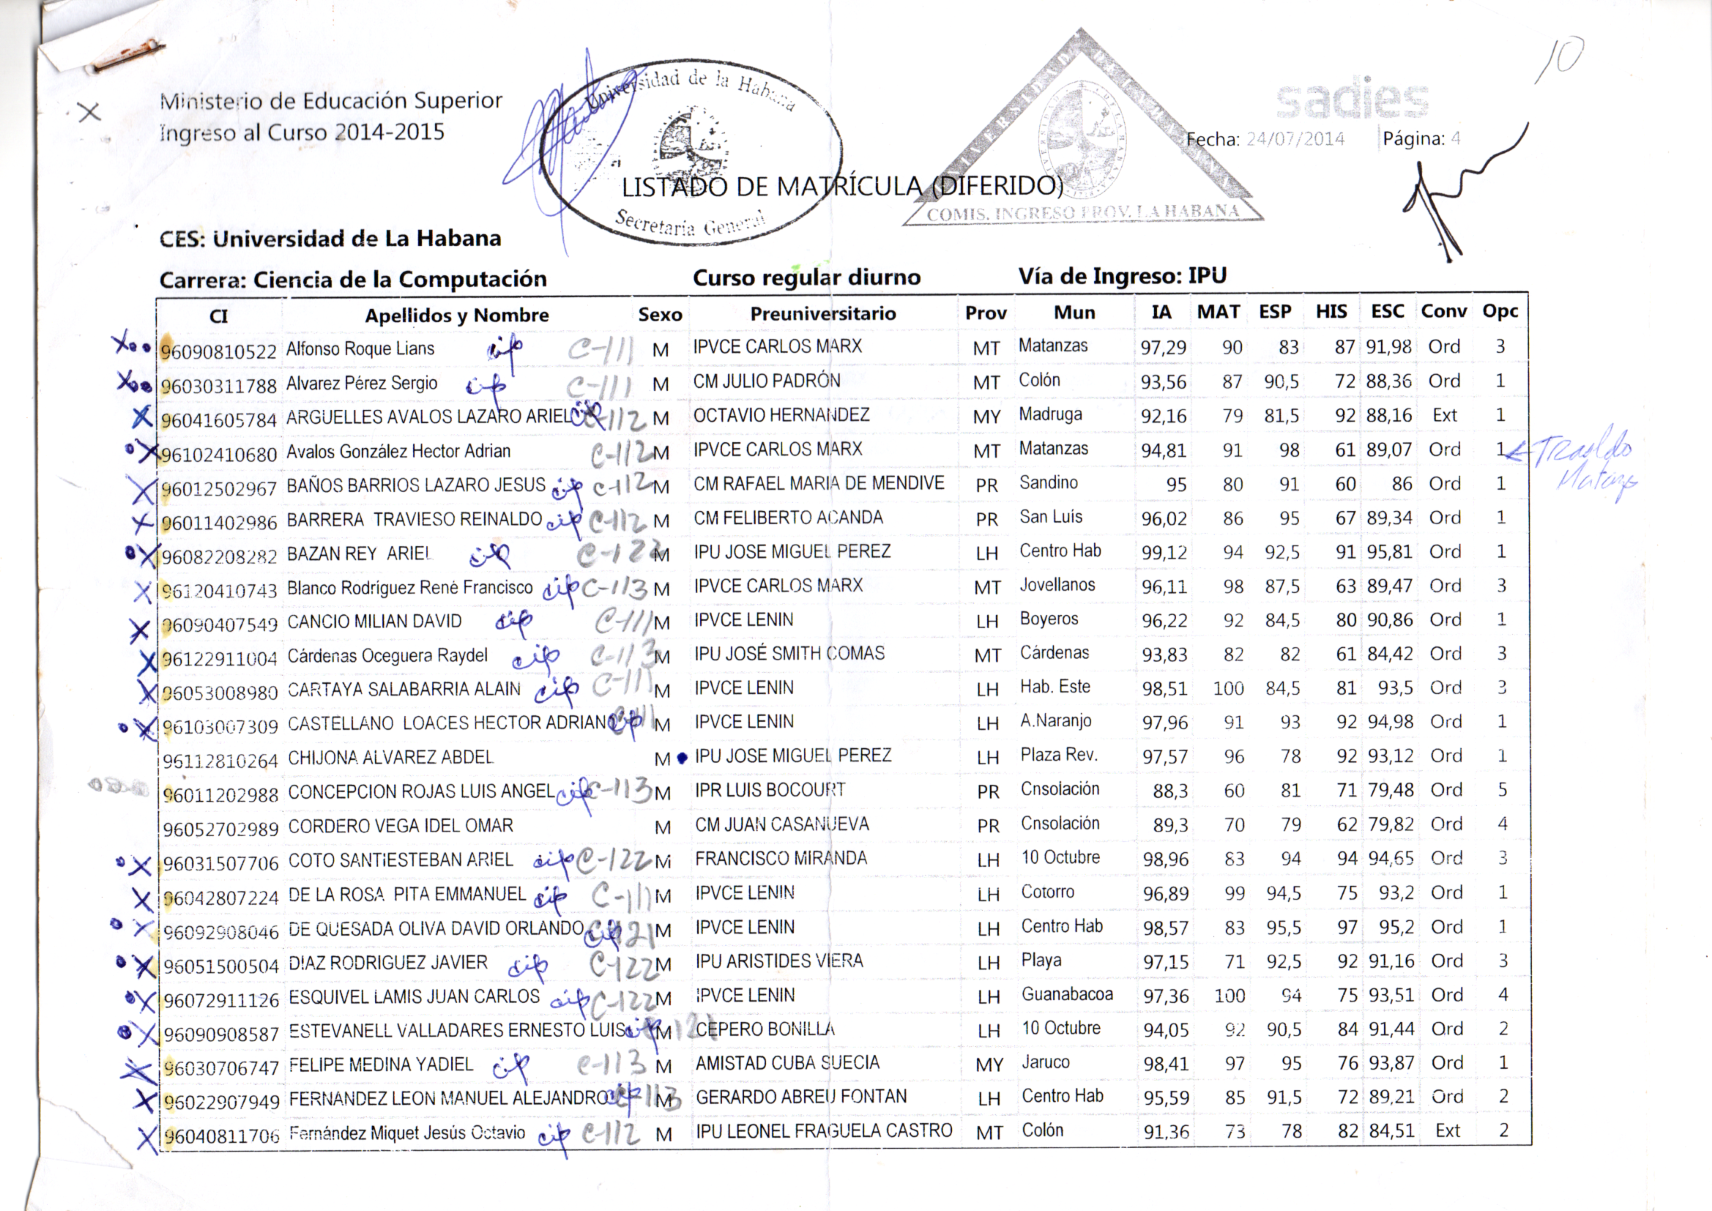 10
sadies
Ministerio de Educación Superior
Ingreso al Curso 2014-2015
Universidad de la Habana
Secretaría General
COMIS. INGRESO PROV. LA HABANA
Fecha: 24/07/2014 Página: 4
LISTADO DE MATRÍCULA (DIFERIDO)
CES: Universidad de La Habana
Carrera: Ciencia de la Computación Curso regular diurno Vía de Ingreso: IPU
CI Apellidos y Nombre Sexo Preuniversitario Prov Mun IA MAT ESP HIS ESC Conv Opc
96090810522 Alfonso Roque Lians C-111 M IPVCE CARLOS MARX MT Matanzas 97,29 90 83 87 91,98 Ord 3
96030311788 Alvarez Pérez Sergio C-111 M CM JULIO PADRÓN MT Colón 93,56 87 90,5 72 88,36 Ord 1
96041605784 ARGUELLES AVALOS LAZARO ARIEL C-112 M OCTAVIO HERNANDEZ MY Madruga 92,16 79 81,5 92 88,16 Ext 1
96102410680 Avalos González Hector Adrian C-112 M IPVCE CARLOS MARX MT Matanzas 94,81 91 98 61 89,07 Ord 1
96012502967 BAÑOS BARRIOS LAZARO JESUS C-112 M CM RAFAEL MARIA DE MENDIVE PR Sandino 95 80 91 60 86 Ord 1
96011402986 BARRERA TRAVIESO REINALDO C-112 M CM FELIBERTO ACANDA PR San Luis 96,02 86 95 67 89,34 Ord 1
96082208282 BAZAN REY ARIEL M IPU JOSE MIGUEL PEREZ LH Centro Hab 99,12 94 92,5 91 95,81 Ord 1
96120410743 Blanco Rodríguez René Francisco C-113 M IPVCE CARLOS MARX MT Jovellanos 96,11 98 87,5 63 89,47 Ord 3
96090407549 CANCIO MILIAN DAVID C-111 M IPVCE LENIN LH Boyeros 96,22 92 84,5 80 90,86 Ord 1
96122911004 Cárdenas Oceguera Raydel C-113 M IPU JOSÉ SMITH COMAS MT Cárdenas 93,83 82 82 61 84,42 Ord 3
96053008980 CARTAYA SALABARRIA ALAIN C-111 M IPVCE LENIN LH Hab. Este 98,51 100 84,5 81 93,5 Ord 3
96103007309 CASTELLANO LOACES HECTOR ADRIAN M IPVCE LENIN LH A.Naranjo 97,96 91 93 92 94,98 Ord 1
96112810264 CHIJONA ALVAREZ ABDEL M IPU JOSE MIGUEL PEREZ LH Plaza Rev. 97,57 96 78 92 93,12 Ord 1
96011202988 CONCEPCION ROJAS LUIS ANGEL C-113 M IPR LUIS BOCOURT PR Cnsolación 88,3 60 81 71 79,48 Ord 5
96052702989 CORDERO VEGA IDEL OMAR M CM JUAN CASANUEVA PR Cnsolación 89,3 70 79 62 79,82 Ord 4
96031507706 COTO SANTIESTEBAN ARIEL C-122 M FRANCISCO MIRANDA LH 10 Octubre 98,96 83 94 94 94,65 Ord 3
96042807224 DE LA ROSA PITA EMMANUEL C-111 M IPVCE LENIN LH Cotorro 96,89 99 94,5 75 93,2 Ord 1
96092908046 DE QUESADA OLIVA DAVID ORLANDO M IPVCE LENIN LH Centro Hab 98,57 83 95,5 97 95,2 Ord 1
96051500504 DIAZ RODRIGUEZ JAVIER C-122 M IPU ARISTIDES VIERA LH Playa 97,15 71 92,5 92 91,16 Ord 3
96072911126 ESQUIVEL LAMIS JUAN CARLOS C-122 M IPVCE LENIN LH Guanabacoa 97,36 100 94 75 93,51 Ord 4
96090908587 ESTEVANELL VALLADARES ERNESTO LUIS M CEPERO BONILLA LH 10 Octubre 94,05 92 90,5 84 91,44 Ord 2
96030706747 FELIPE MEDINA YADIEL C-113 M AMISTAD CUBA SUECIA MY Jaruco 98,41 97 95 76 93,87 Ord 1
96022907949 FERNANDEZ LEON MANUEL ALEJANDRO M GERARDO ABREU FONTAN LH Centro Hab 95,59 85 91,5 72 89,21 Ord 2
96040811706 Fernández Miquet Jesús Octavio C-112 M IPU LEONEL FRAGUELA CASTRO MT Colón 91,36 73 78 82 84,51 Ext 2